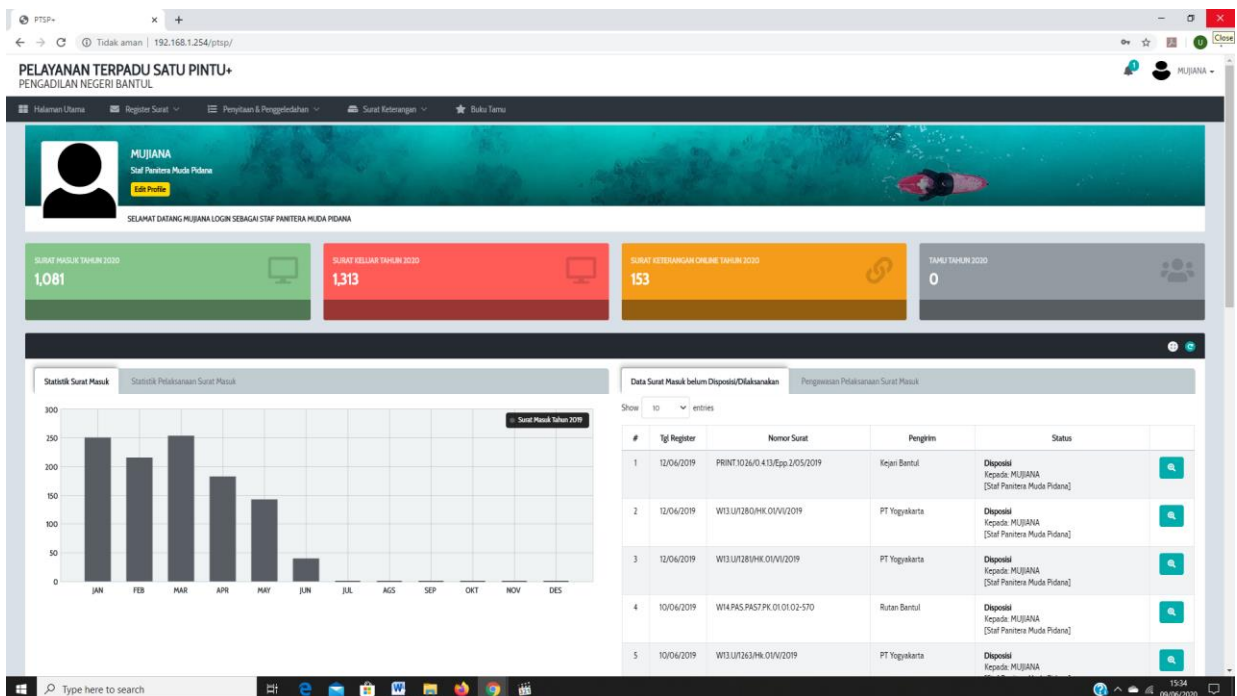 PTSP+
Tidak aman | 192.168.1.254/ptsp/
Close
PELAYANAN TERPADU SATU PINTU+
PENGADILAN NEGERI BANTUL
1
MUJIANA
Halaman Utama Register Surat Penyitaan & Penggeledahan Surat Keterangan Buku Tamu
MUJIANA
Staf Panitera Muda Pidana
Edit Profile
SELAMAT DATANG MUJIANA LOGIN SEBAGAI STAF PANITERA MUDA PIDANA
SURAT MASUK TAHUN 2020
1,081
SURAT KELUAR TAHUN 2020
1,313
SURAT KETERANGAN ONLINE TAHUN 2020
153
TAMU TAHUN 2020
0
Statistik Surat Masuk Statistik Pelaksanaan Surat Masuk
Surat Masuk Tahun 2019
300
250
200
150
100
50
0
JAN FEB MAR APR MAY JUN JUL AGS SEP OKT NOV DES
Data Surat Masuk belum Disposisi/Dilaksanakan Pengawasan Pelaksanaan Surat Masuk
Show 10 entries
# Tgl Register Nomor Surat Pengirim Status
1 12/06/2019 PRINT.1026/0.4.13/Epp.2/05/2019 Kejari Bantul Disposisi
Kepada: MUJIANA
[Staf Panitera Muda Pidana]
2 12/06/2019 W13.U/1280/HK.01/VI/2019 PT Yogyakarta Disposisi
Kepada: MUJIANA
[Staf Panitera Muda Pidana]
3 12/06/2019 W13.U/1281/HK.01/VI/2019 PT Yogyakarta Disposisi
Kepada: MUJIANA
[Staf Panitera Muda Pidana]
4 10/06/2019 W14.PAS.PAS7.PK.01.01.02-570 Rutan Bantul Disposisi
Kepada: MUJIANA
[Staf Panitera Muda Pidana]
5 10/06/2019 W13.U/1263/Hk.01/V/2019 PT Yogyakarta Disposisi
Kepada: MUJIANA
Type here to search
15:34
09/06/2020